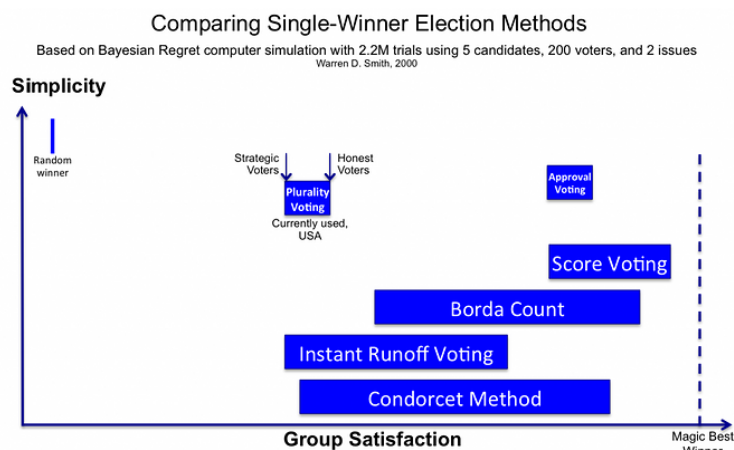 Comparing Single-Winner Election Methods
Based on Bayesian Regret computer simulation with 2.2M trials using 5 candidates, 200 voters, and 2 issues
Warren D. Smith, 2000
Simplicity
Random
winner
Strategic
Voters
Honest
Voters
Plurality
Voting
Currently used,
USA
Approval
Voting
Score Voting
Borda Count
Instant Runoff Voting
Condorcet Method
Group Satisfaction
Magic Best
Winner